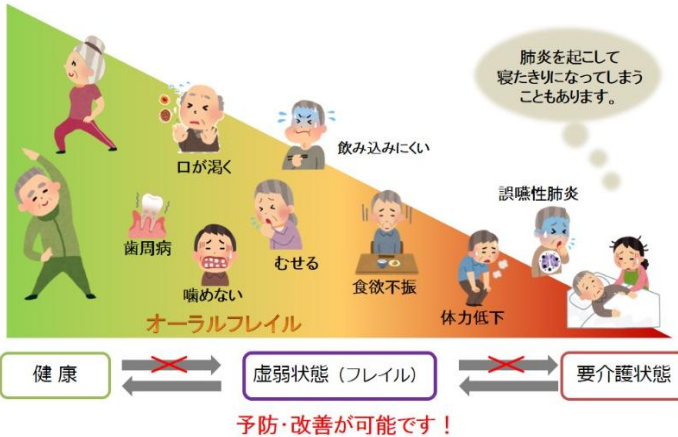 肺炎を起こして
寝たきりになってしまう
こともあります。
口が渇く
飲み込みにくい
誤嚥性肺炎
歯周病
むせる
噛めない
食欲不振
体力低下
オーラルフレイル
健 康
虚弱状態（フレイル）
要介護状態
予防・改善が可能です！